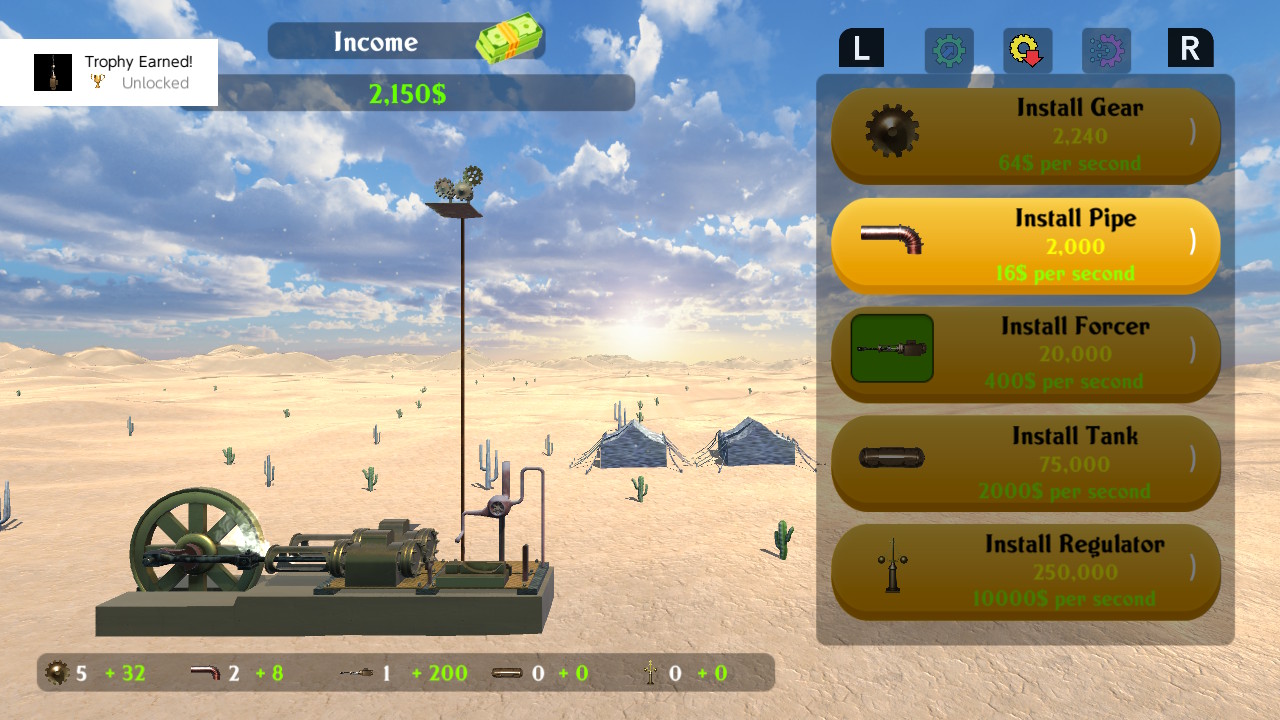 Trophy Earned!
Unlocked
Income
2,150$
L
R
Install Gear
2,240
64$ per second
Install Pipe
2,000
16$ per second
Install Forcer
20,000
400$ per second
Install Tank
75,000
2000$ per second
Install Regulator
250,000
10000$ per second
5 + 32 2 + 8 1 + 200 0 + 0 0 + 0